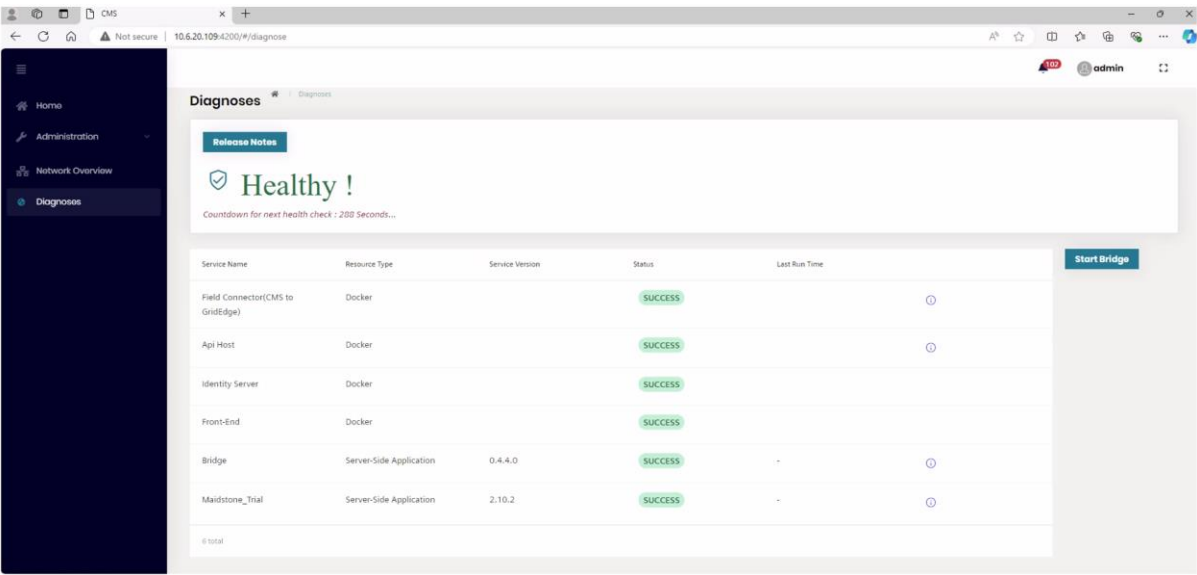 CMS
Not secure 10.6.20.109:4200/#/diagnose
102 admin
Home
Administration
Network Overview
Diagnoses
Diagnoses / Diagnoses
Release Notes
Healthy !
Countdown for next health check : 288 Seconds...
Start Bridge
Service Name Resource Type Service Version Status Last Run Time
Field Connector(CMS to
GridEdge) Docker SUCCESS
Api Host Docker SUCCESS
Identity Server Docker SUCCESS
Front-End Docker SUCCESS
Bridge Server-Side Application 0.4.4.0 SUCCESS -
Maidstone_Trial Server-Side Application 2.10.2 SUCCESS -
6 total